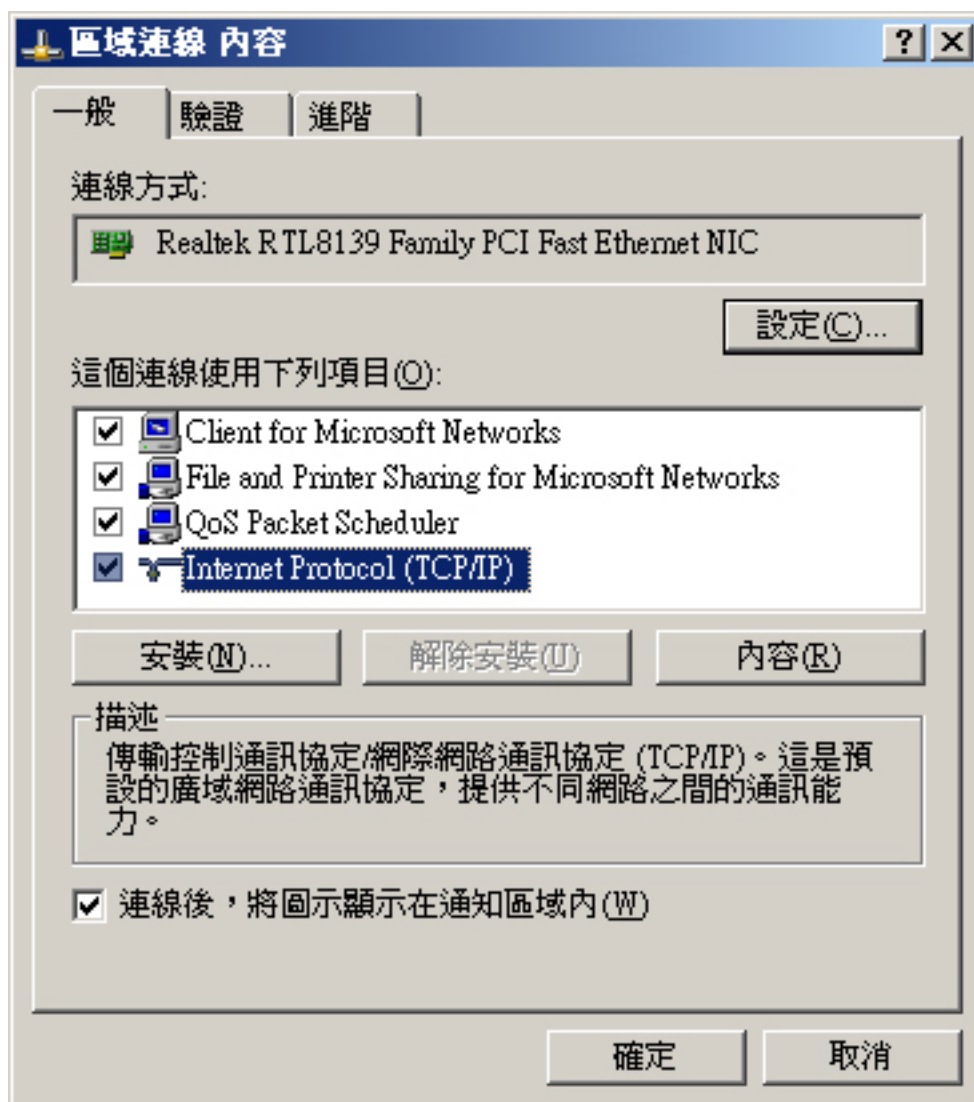 區域連線 內容
一般 驗證 進階
連線方式:
Realtek RTL8139 Family PCI Fast Ethernet NIC
設定(C)...
這個連線使用下列項目(O):
Client for Microsoft Networks
File and Printer Sharing for Microsoft Networks
QoS Packet Scheduler
Internet Protocol (TCP/IP)
安裝(N)... 解除安裝(U) 內容(R)
描述
傳輸控制通訊協定/網際網路通訊協定 (TCP/IP)。這是預
設的廣域網路通訊協定,提供不同網路之間的通訊能
力。
連線後,將圖示顯示在通知區域內(W)
確定 取消